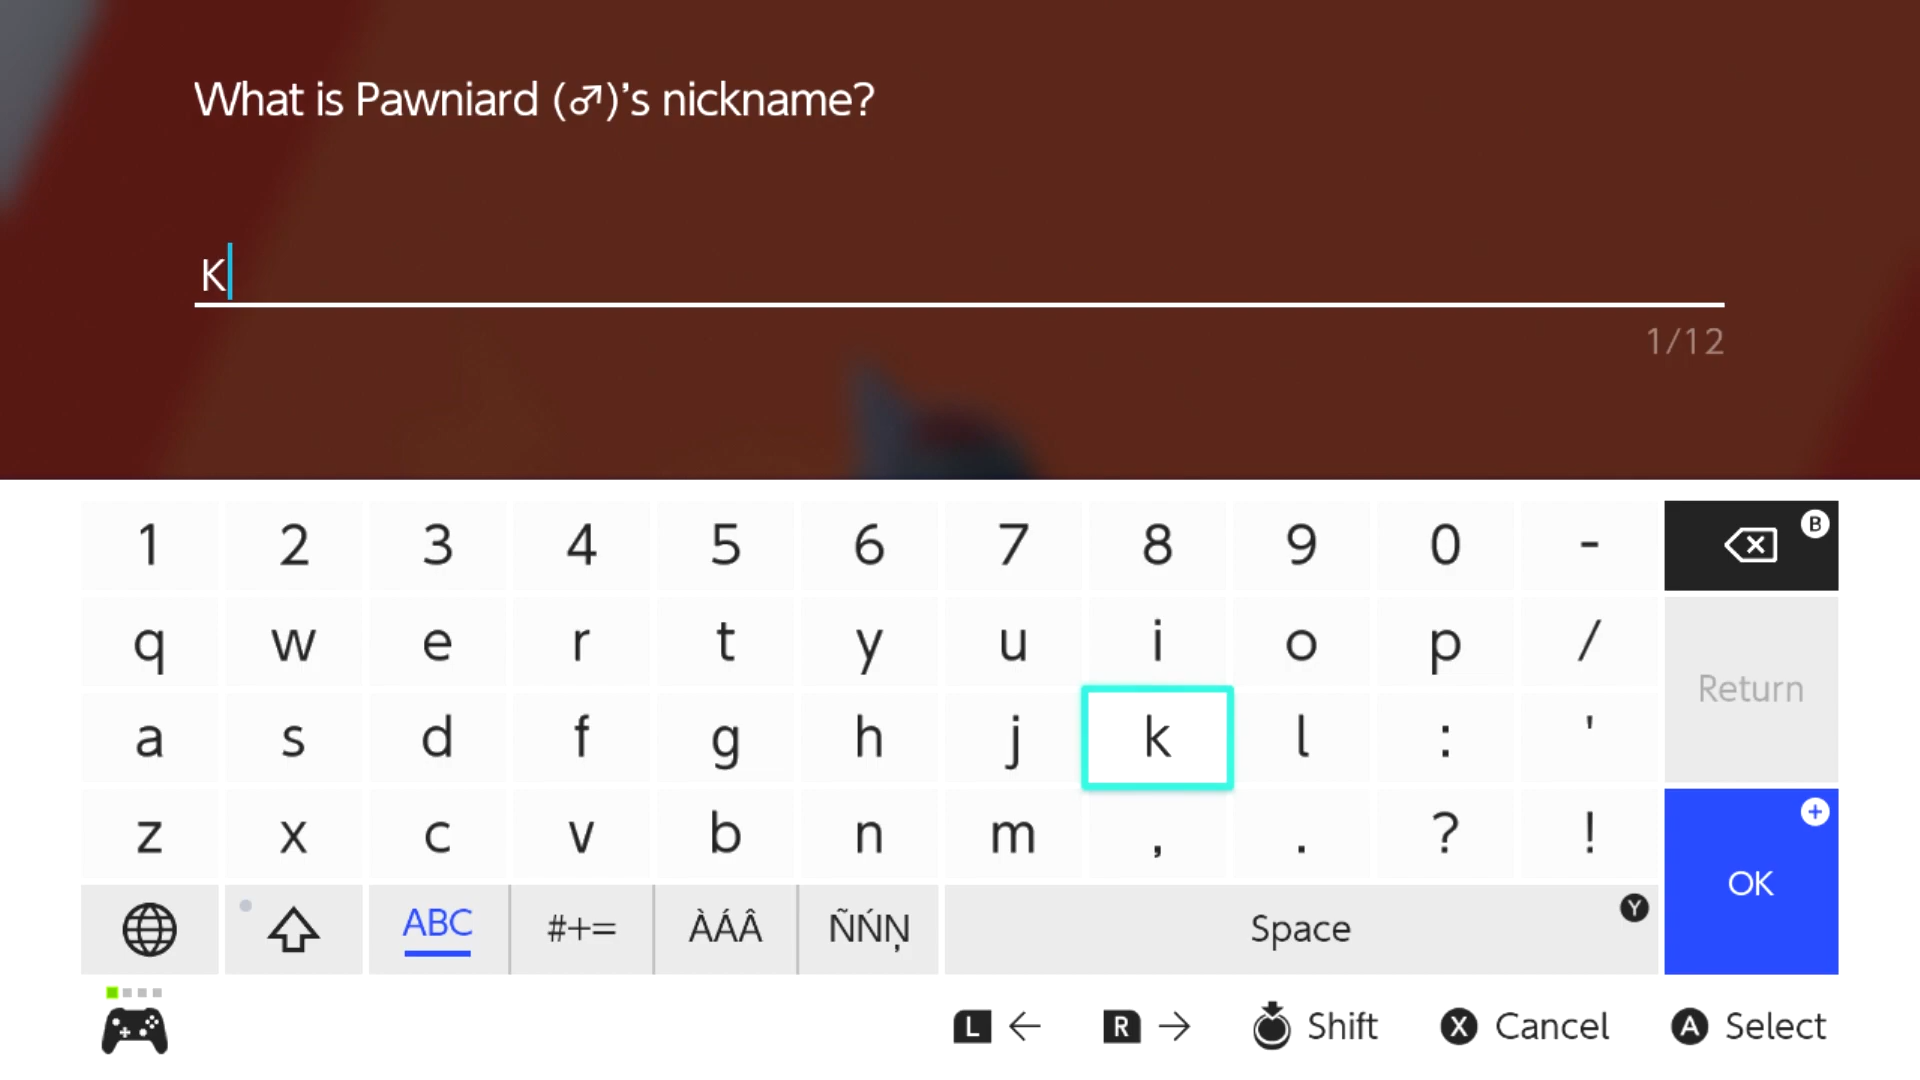 What is Pawniard (♂)'s nickname?
K
1/12
1 2 3 4 5 6 7 8 9 0 - B
q w e r t y u i o p /
Return
a s d f g h j k l : '
z x c v b n m , . ? !
+
OK
ABC #+= ÀÁÂ ÑŃŅ Space Y
L ← R → Shift X Cancel A Select